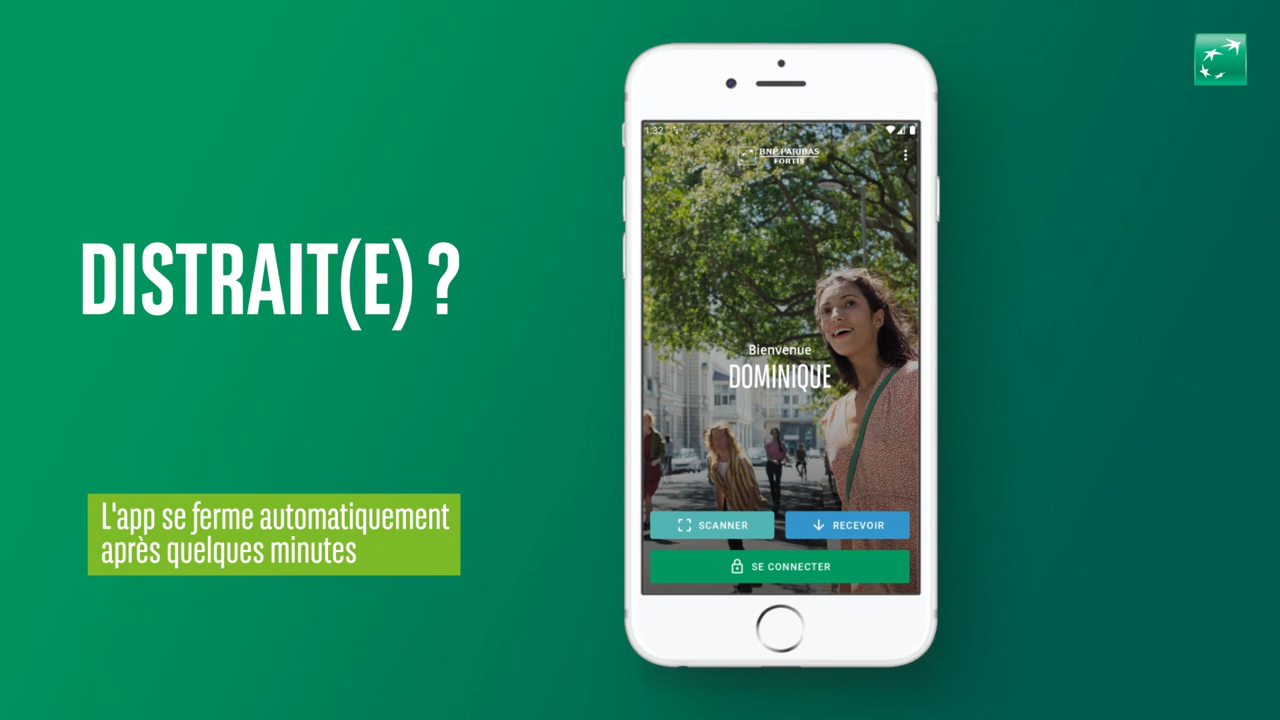 DISTRAIT(E) ?
L'app se ferme automatiquement
après quelques minutes
1:32
BNP PARIBAS
FORTIS
Bienvenue
DOMINIQUE
SCANNER
RECEVOIR
SE CONNECTER